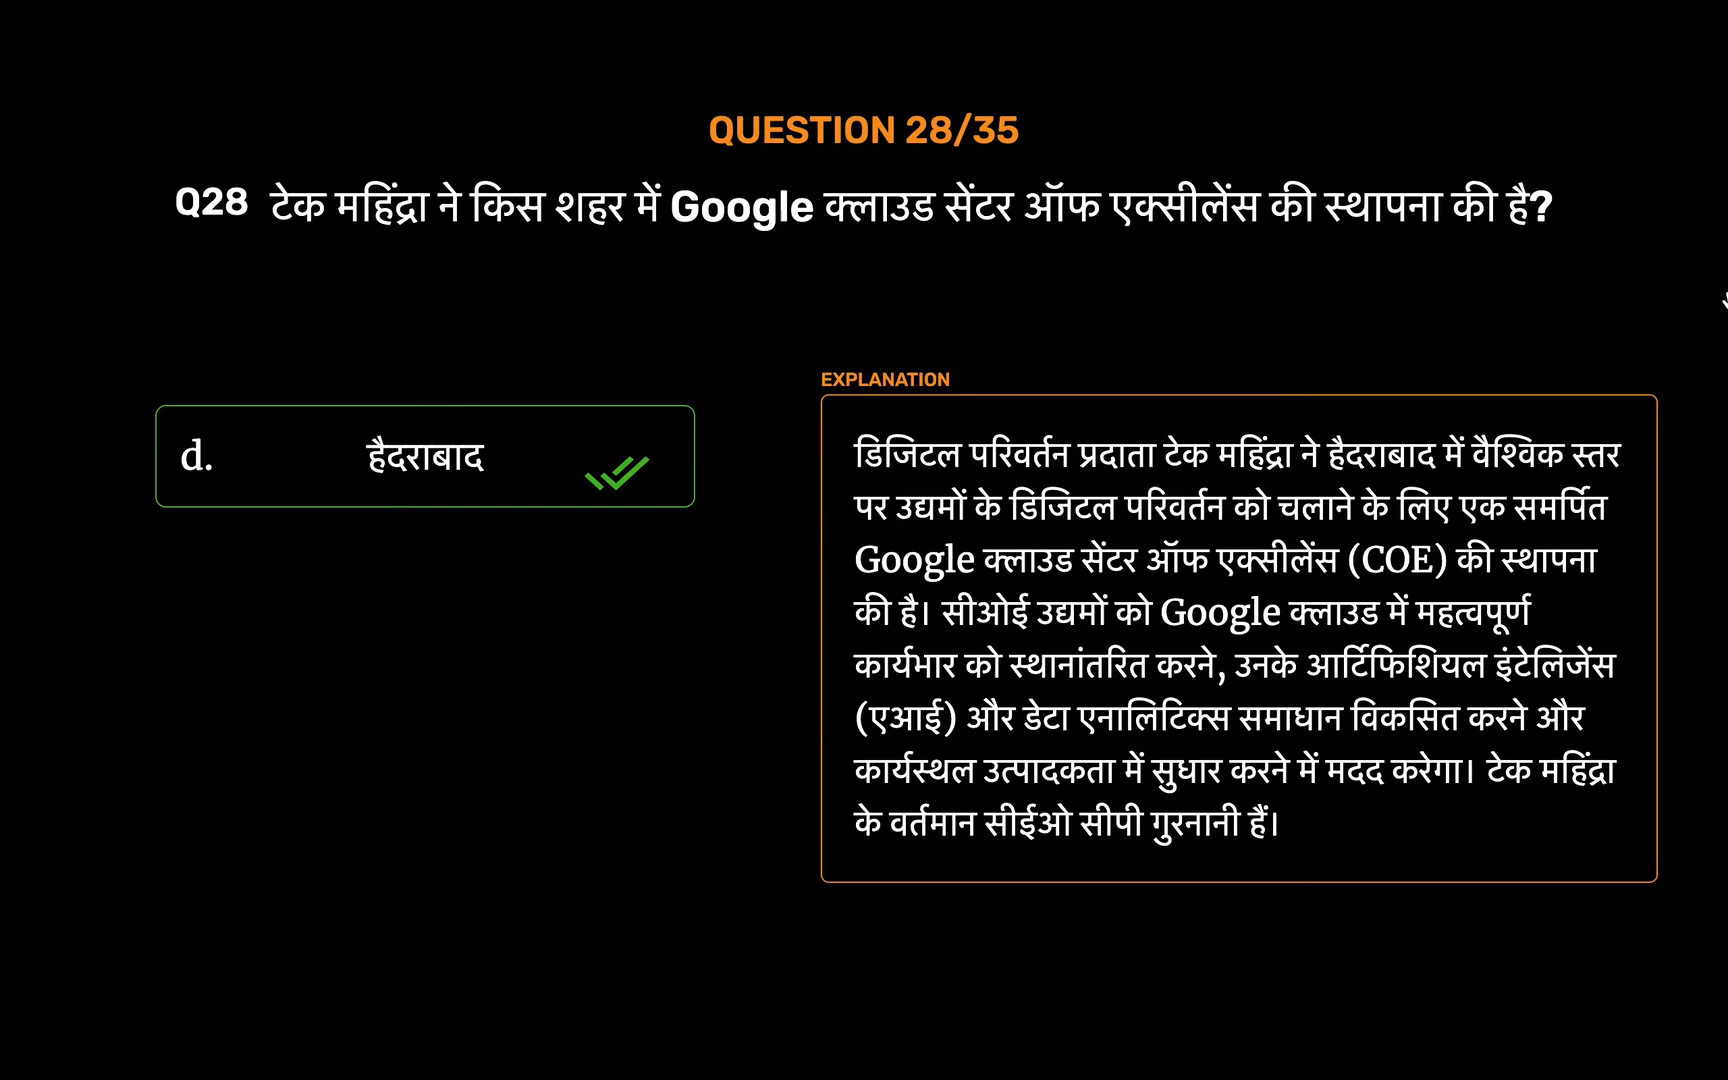 QUESTION 28/35
Q28 टेक महिंद्रा ने किस शहर में Google क्लाउड सेंटर ऑफ एक्सीलेंस की स्थापना की है?
d. हैदराबाद
EXPLANATION
डिजिटल परिवर्तन प्रदाता टेक महिंद्रा ने हैदराबाद में वैश्विक स्तर
पर उद्यमों के डिजिटल परिवर्तन को चलाने के लिए एक समर्पित
Google क्लाउड सेंटर ऑफ एक्सीलेंस (COE) की स्थापना
की है। सीओई उद्यमों को Google क्लाउड में महत्वपूर्ण
कार्यभार को स्थानांतरित करने, उनके आर्टिफिशियल इंटेलिजेंस
(एआई) और डेटा एनालिटिक्स समाधान विकसित करने और
कार्यस्थल उत्पादकता में सुधार करने में मदद करेगा। टेक महिंद्रा
के वर्तमान सीईओ सीपी गुरनानी हैं।